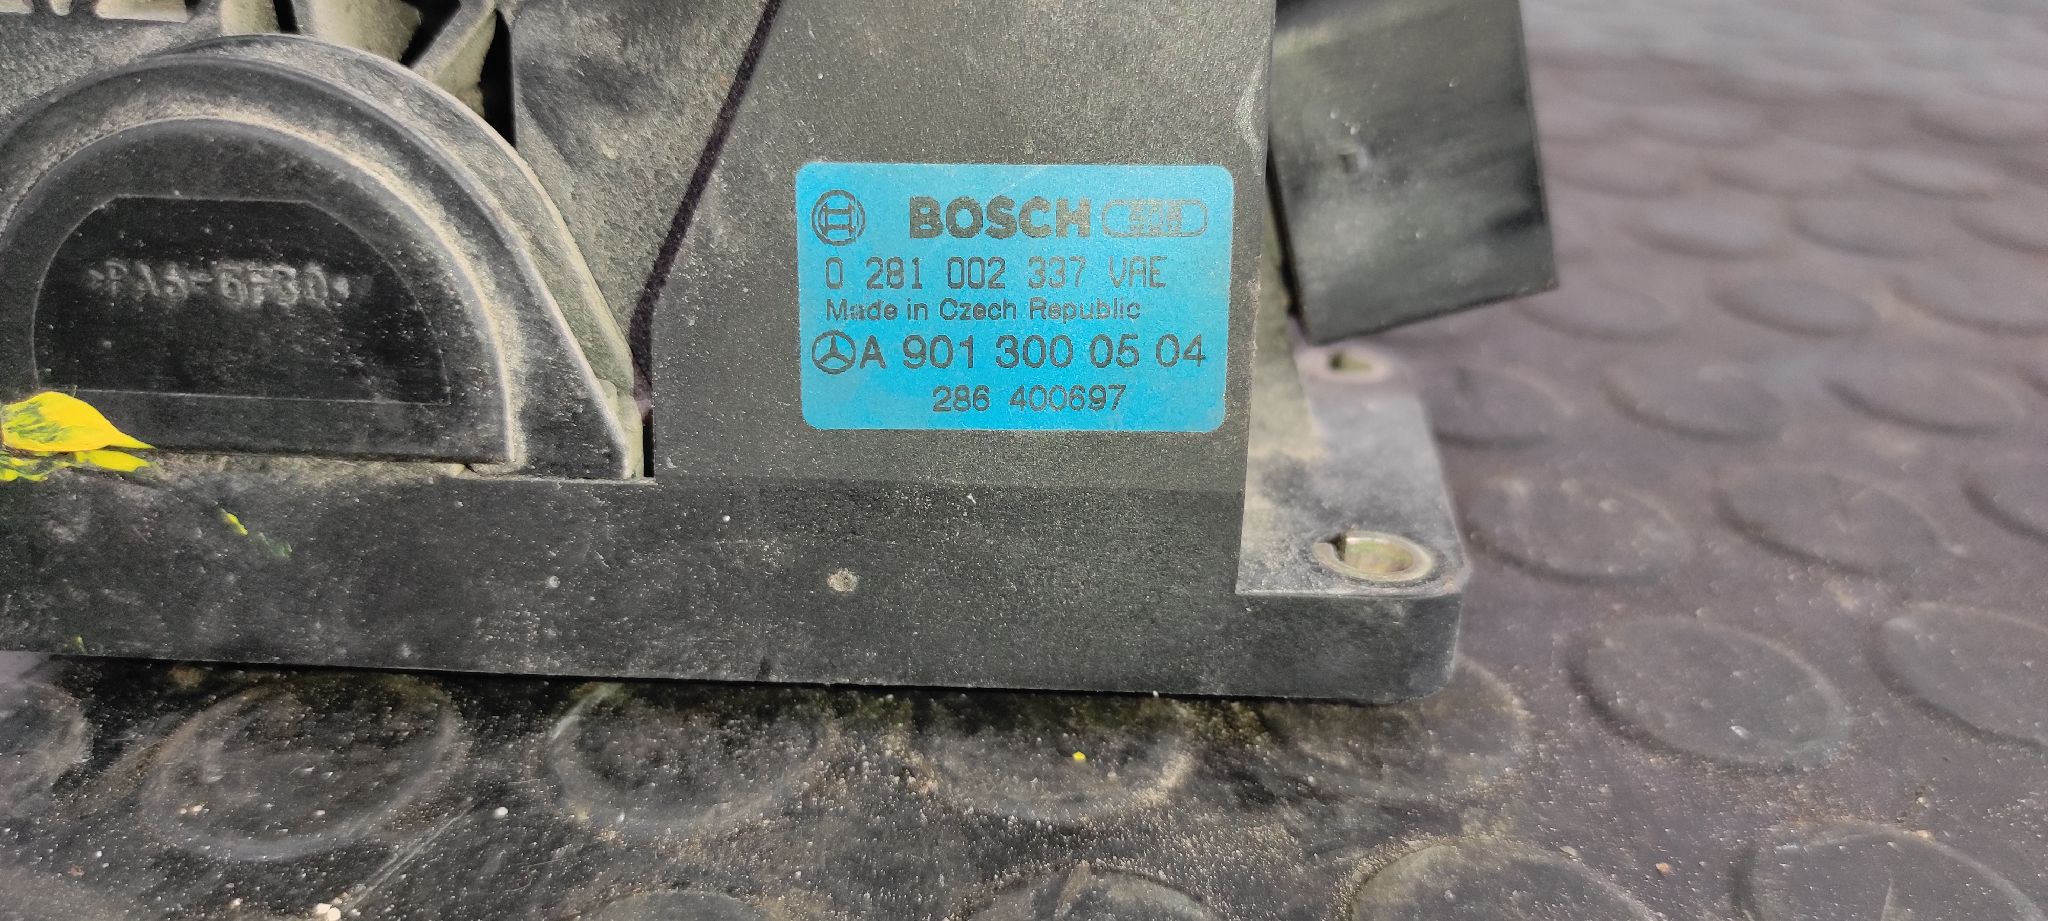 BOSCH
0 281 002 337 VAE
Made in Czech Republic
A 901 300 05 04
286 400697